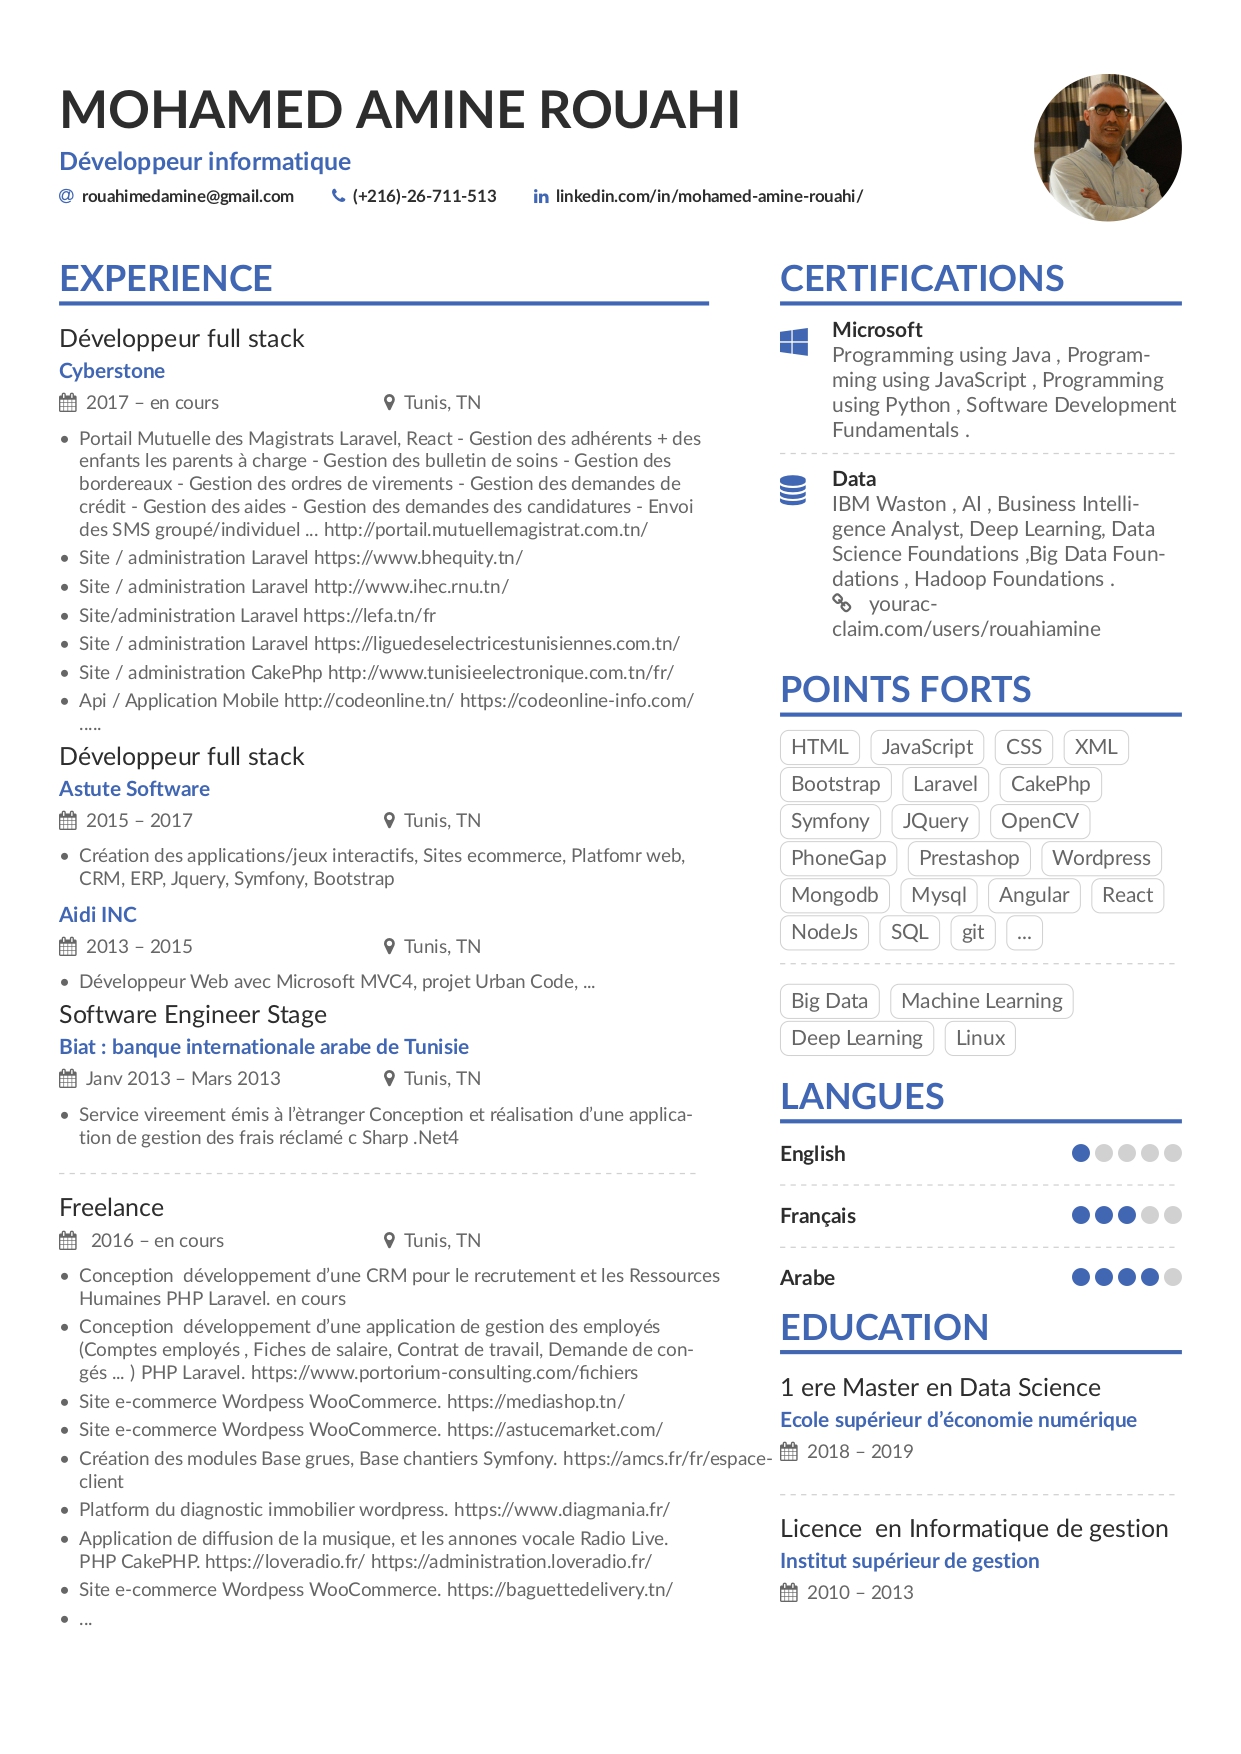 MOHAMED AMINE ROUAHI
Développeur informatique
rouahimedamine@gmail.com (+216)-26-711-513 linkedin.com/in/mohamed-amine-rouahi/
EXPERIENCE
Développeur full stack
Cyberstone
2017 – en cours Tunis, TN
• Portail Mutuelle des Magistrats Laravel, React - Gestion des adhérents + des
enfants les parents à charge - Gestion des bulletin de soins - Gestion des
bordereaux - Gestion des ordres de virements - Gestion des demandes de
crédit - Gestion des aides - Gestion des demandes des candidatures - Envoi
des SMS groupé/individuel ... http://portail.mutuellemagistrat.com.tn/
• Site / administration Laravel https://www.bhequity.tn/
• Site / administration Laravel http://www.ihec.rnu.tn/
• Site/administration Laravel https://lefa.tn/fr
• Site / administration Laravel https://liguedeselectricestunisiennes.com.tn/
• Site / administration CakePhp http://www.tunisieelectronique.com.tn/fr/
• Api / Application Mobile http://codeonline.tn/ https://codeonline-info.com/
.....
Développeur full stack
Astute Software
2015 – 2017 Tunis, TN
• Création des applications/jeux interactifs, Sites ecommerce, Platfomr web,
CRM, ERP, Jquery, Symfony, Bootstrap
Aidi INC
2013 – 2015 Tunis, TN
• Développeur Web avec Microsoft MVC4, projet Urban Code, ...
Software Engineer Stage
Biat : banque internationale arabe de Tunisie
Janv 2013 – Mars 2013 Tunis, TN
• Service vireement émis à l'ètranger Conception et réalisation d'une applica-
tion de gestion des frais réclamé c Sharp .Net4
Freelance
2016 – en cours Tunis, TN
• Conception développement d'une CRM pour le recrutement et les Ressources
Humaines PHP Laravel. en cours
• Conception développement d'une application de gestion des employés
(Comptes employés , Fiches de salaire, Contrat de travail, Demande de con-
gés ... ) PHP Laravel. https://www.portorium-consulting.com/fichiers
• Site e-commerce Wordpess WooCommerce. https://mediashop.tn/
• Site e-commerce Wordpess WooCommerce. https://astucemarket.com/
• Création des modules Base grues, Base chantiers Symfony. https://amcs.fr/fr/espace-
client
• Platform du diagnostic immobilier wordpress. https://www.diagmania.fr/
• Application de diffusion de la musique, et les annones vocale Radio Live.
PHP CakePHP. https://loveradio.fr/ https://administration.loveradio.fr/
• Site e-commerce Wordpess WooCommerce. https://baguettedelivery.tn/
• ...
CERTIFICATIONS
Microsoft
Programming using Java , Program-
ming using JavaScript , Programming
using Python , Software Development
Fundamentals .
Data
IBM Waston , AI , Business Intelli-
gence Analyst, Deep Learning, Data
Science Foundations ,Big Data Foun-
dations , Hadoop Foundations .
yourac-
claim.com/users/rouahiamine
POINTS FORTS
HTML JavaScript CSS XML
Bootstrap Laravel CakePhp
Symfony JQuery OpenCV
PhoneGap Prestashop Wordpress
Mongodb Mysql Angular React
NodeJs SQL git ...
Big Data Machine Learning
Deep Learning Linux
LANGUES
English
Français
Arabe
EDUCATION
1 ere Master en Data Science
Ecole supérieur d'économie numérique
2018 – 2019
Licence en Informatique de gestion
Institut supérieur de gestion
2010 – 2013